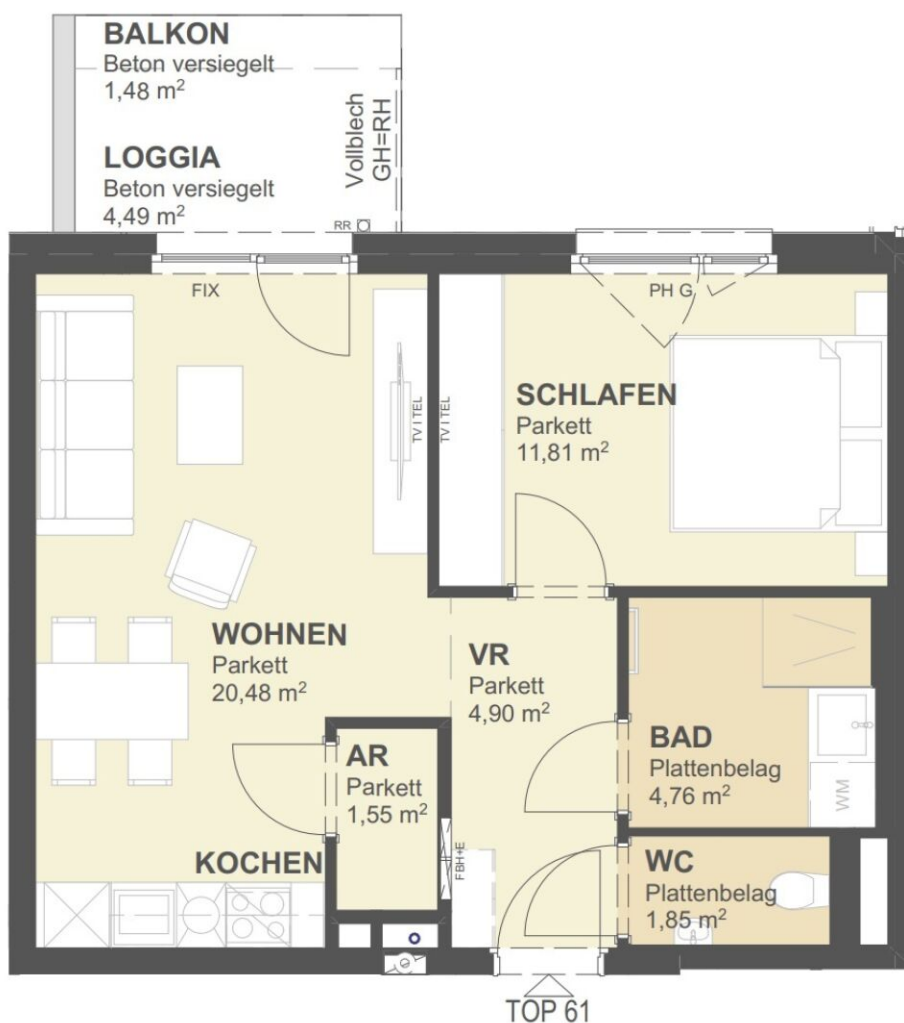 BALKON
Beton versiegelt
1,48 m²
LOGGIA
Beton versiegelt
4,49 m²
Vollblech
GH=RH
RR
FIX
PH G
TV I TEL
TV I TEL
SCHLAFEN
Parkett
11,81 m²
WOHNEN
Parkett
20,48 m²
VR
Parkett
4,90 m²
BAD
Plattenbelag
4,76 m²
WM
AR
Parkett
1,55 m²
FBH+E
KOCHEN
WC
Plattenbelag
1,85 m²
TOP 61